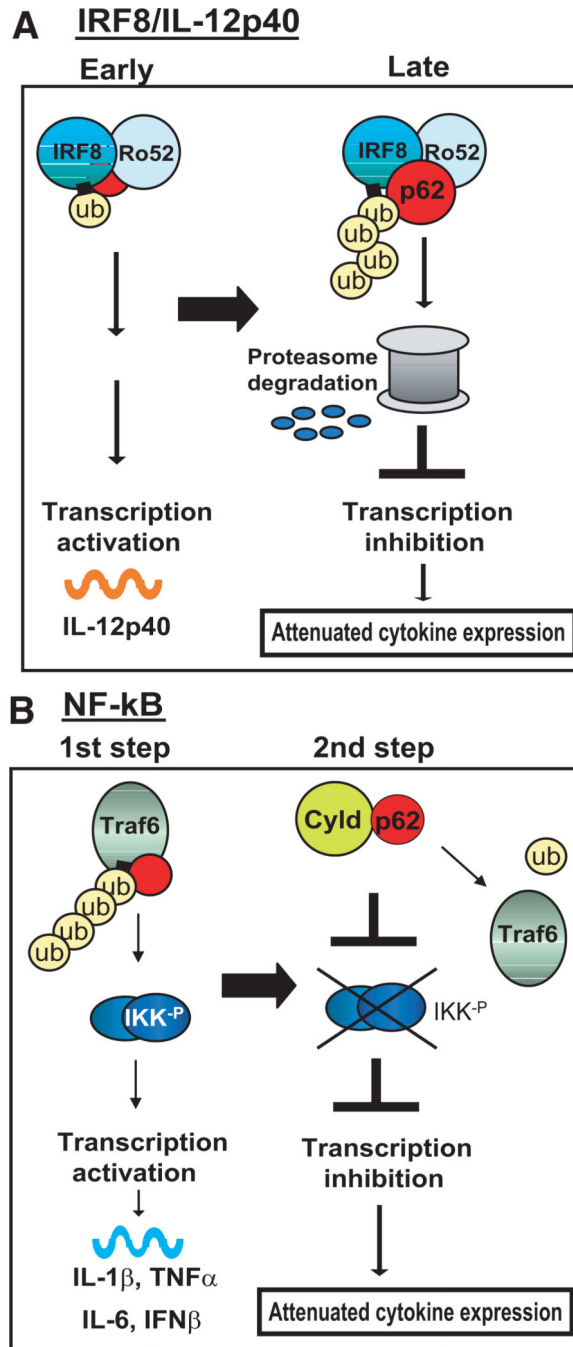 A IRF8/IL-12p40
Early Late
IRF8 Ro52
ub
IRF8 Ro52
p62
ub
ub
ub
ub
Proteasome
degradation
Transcription
activation
IL-12p40
Transcription
inhibition
Attenuated cytokine expression
B NF-kB
1st step 2nd step
Traf6
ub
ub
ub
ub
ub
IKK-P
Transcription
activation
IL-1β, TNFα
IL-6, IFNβ
Cyld p62
ub
Traf6
IKK-P
Transcription
inhibition
Attenuated cytokine expression